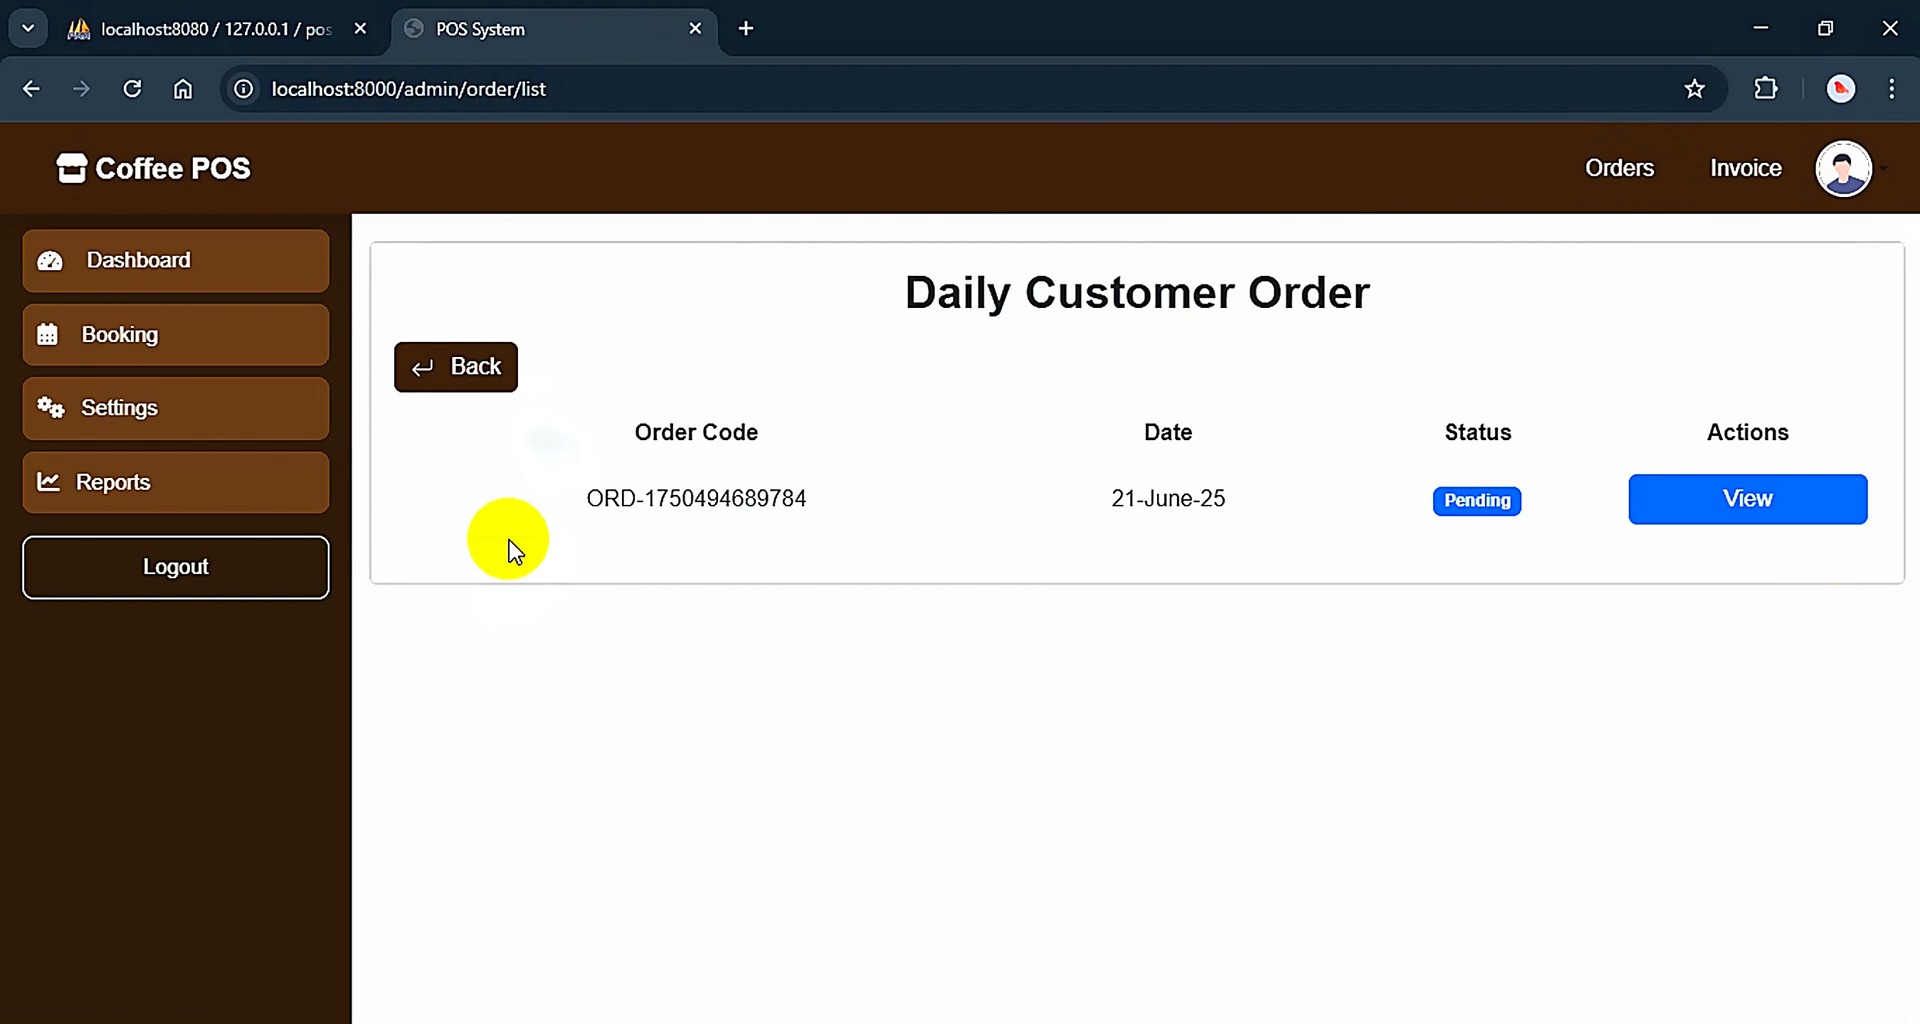 localhost:8080 / 127.0.0.1 / pos
POS System
localhost:8000/admin/order/list
Coffee POS
Orders
Invoice
Dashboard
Booking
Settings
Reports
Logout
Daily Customer Order
Back
Order Code Date Status Actions
ORD-1750494689784 21-June-25 Pending View